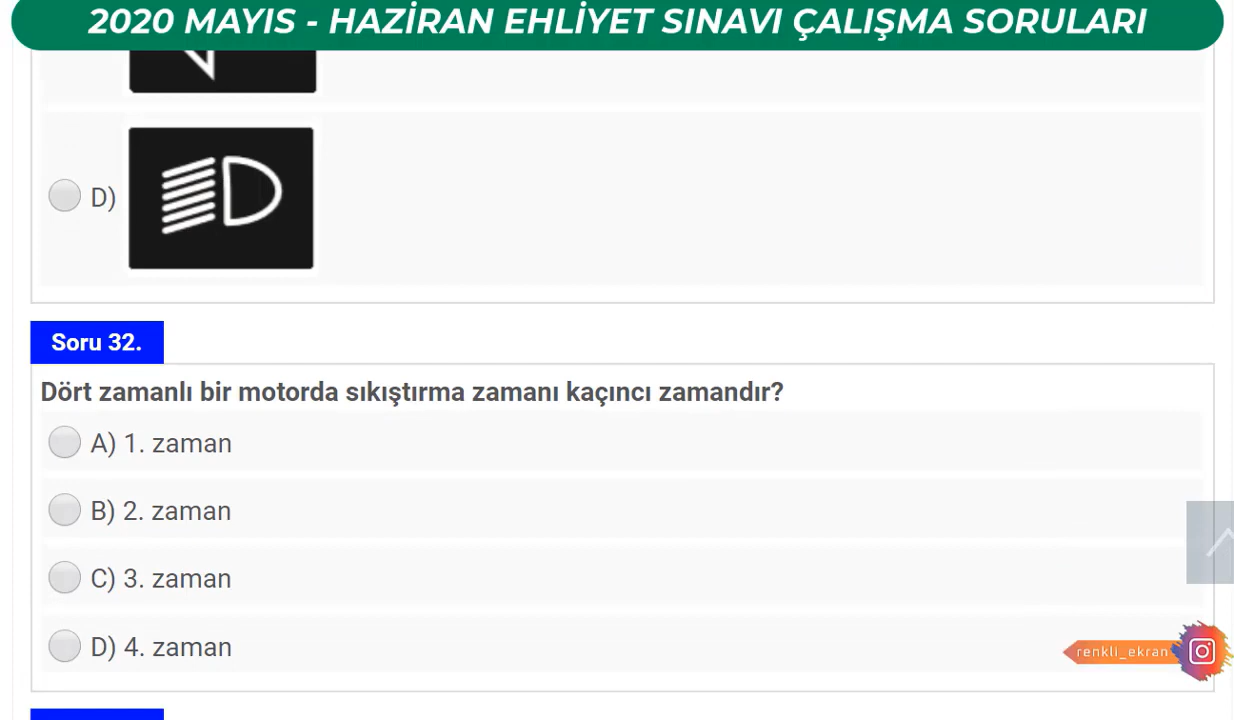 2020 MAYIS - HAZİRAN EHLİYET SINAVI ÇALIŞMA SORULARI
D)
Soru 32.
Dört zamanlı bir motorda sıkıştırma zamanı kaçıncı zamandır?
A) 1. zaman
B) 2. zaman
C) 3. zaman
D) 4. zaman
renkli_ekran